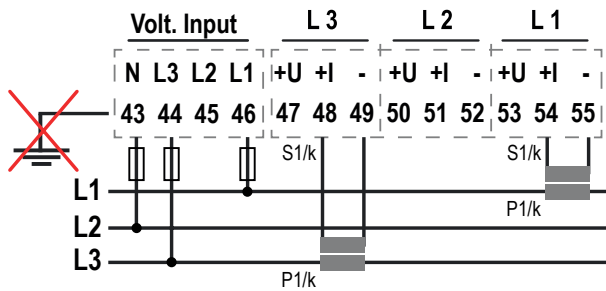 Volt. Input L 3 L 2 L 1
N L3 L2 L1 +U +I - +U +I - +U +I -
43 44 45 46 47 48 49 50 51 52 53 54 55
S1/k S1/k
L1
P1/k
L2
L3
P1/k